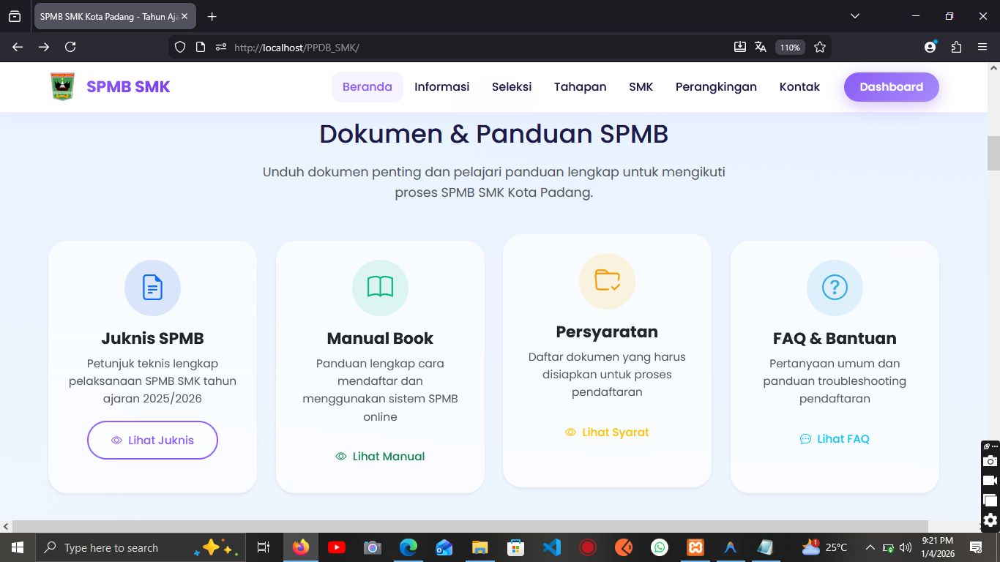 SPMB SMK Kota Padang - Tahun Aja
http://localhost/PPDB_SMK/
110%
SPMB SMK
Beranda
Informasi
Seleksi
Tahapan
SMK
Perangkingan
Kontak
Dashboard
Dokumen & Panduan SPMB
Unduh dokumen penting dan pelajari panduan lengkap untuk mengikuti
proses SPMB SMK Kota Padang.
Juknis SPMB
Petunjuk teknis lengkap
pelaksanaan SPMB SMK tahun
ajaran 2025/2026
Lihat Juknis
Manual Book
Panduan lengkap cara
mendaftar dan
menggunakan sistem SPMB
online
Lihat Manual
Persyaratan
Daftar dokumen yang harus
disiapkan untuk proses
pendaftaran
Lihat Syarat
FAQ & Bantuan
Pertanyaan umum dan
panduan troubleshooting
pendaftaran
Lihat FAQ
Type here to search
1
25°C
9:21 PM
1/4/2026